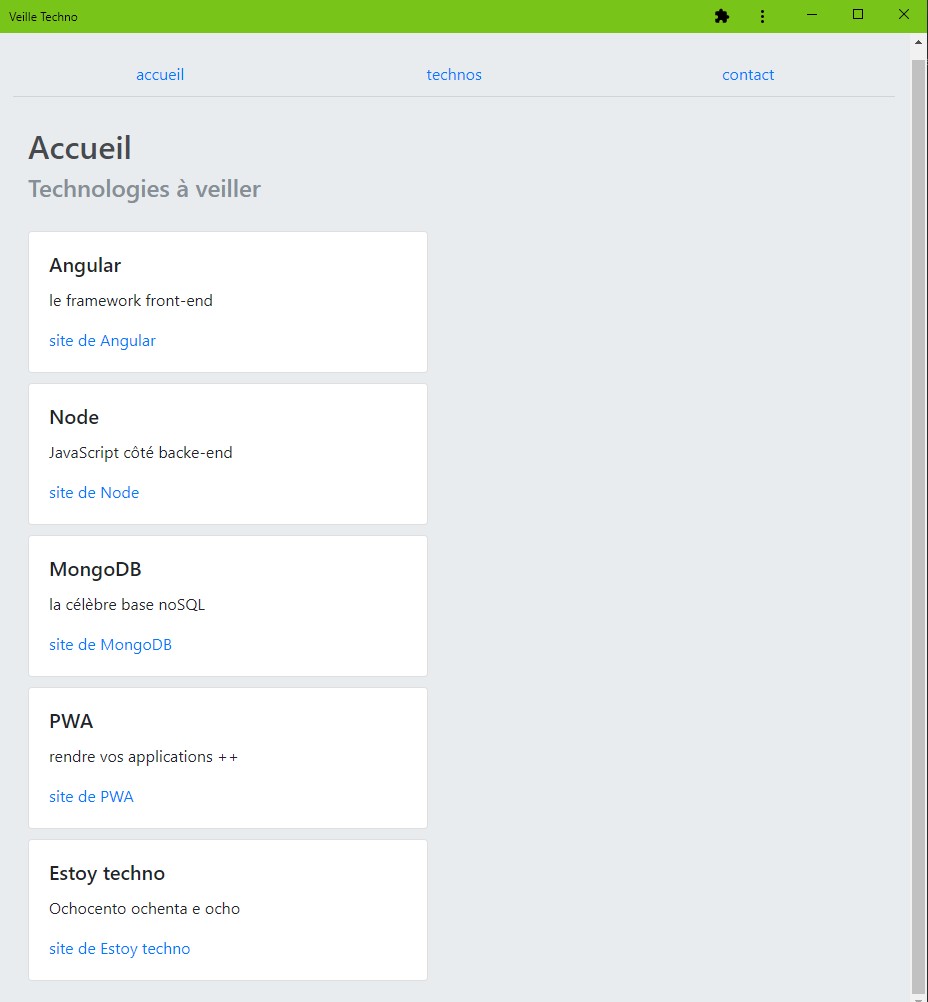 Veille Techno
accueil technos contact
Accueil
Technologies à veiller
Angular
le framework front-end
site de Angular
Node
JavaScript côté backe-end
site de Node
MongoDB
la célèbre base noSQL
site de MongoDB
PWA
rendre vos applications ++
site de PWA
Estoy techno
Ochocento ochenta e ocho
site de Estoy techno